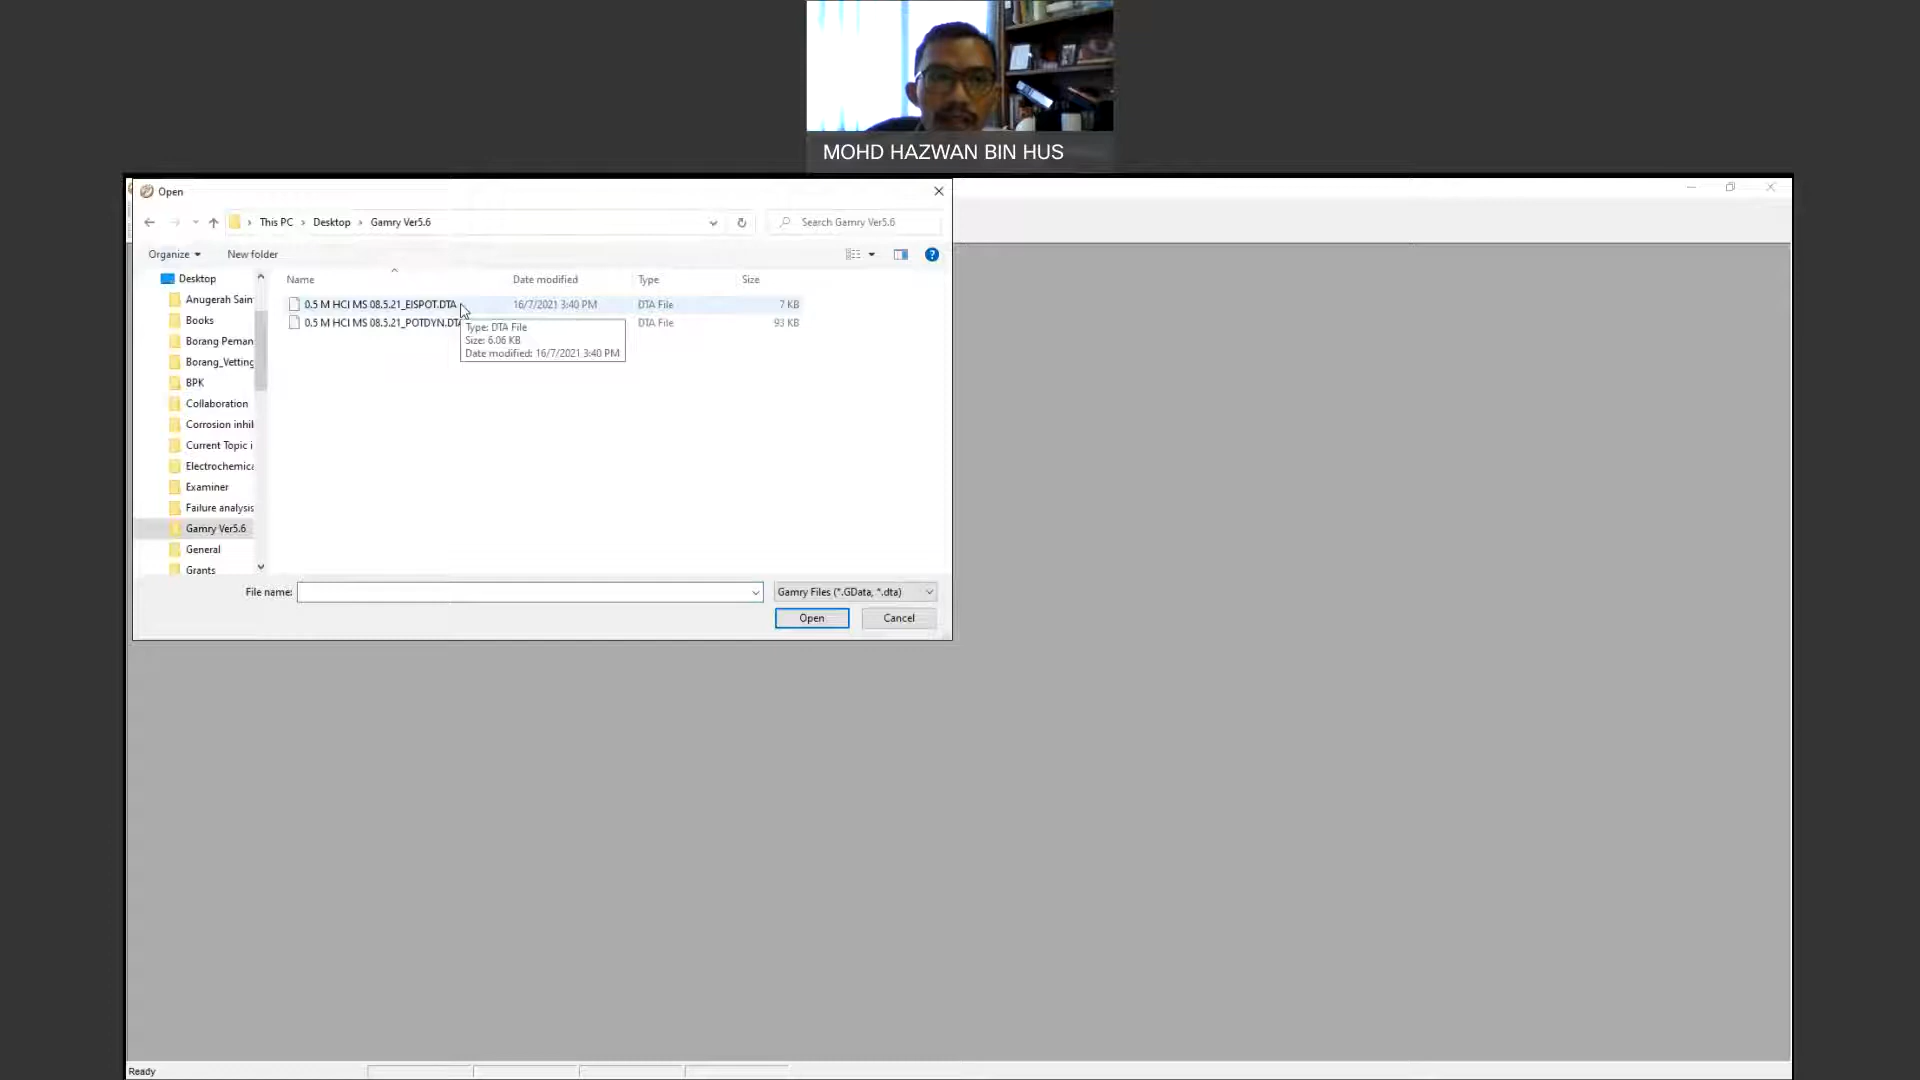 MOHD HAZWAN BIN HUS
Open
This PC > Desktop > Gamry Ver5.6
Search Gamry Ver5.6
Organize
New folder
Name
Date modified
Type
Size
Desktop
Anugerah Sain
Books
Borang Peman
Borang_Vetting
BPK
Collaboration
Corrosion inhil
Current Topic i
Electrochemica
Examiner
Failure analysis
Gamry Ver5.6
General
Grants
0.5 M HCl MS 08.5.21_EISPOT.DTA
16/7/2021 3:40 PM
DTA File
7 KB
0.5 M HCl MS 08.5.21_POTDYN.DTA
DTA File
93 KB
Type: DTA File
Size: 6.06 KB
Date modified: 16/7/2021 3:40 PM
File name:
Gamry Files (*.GData, *.dta)
Open
Cancel
Ready